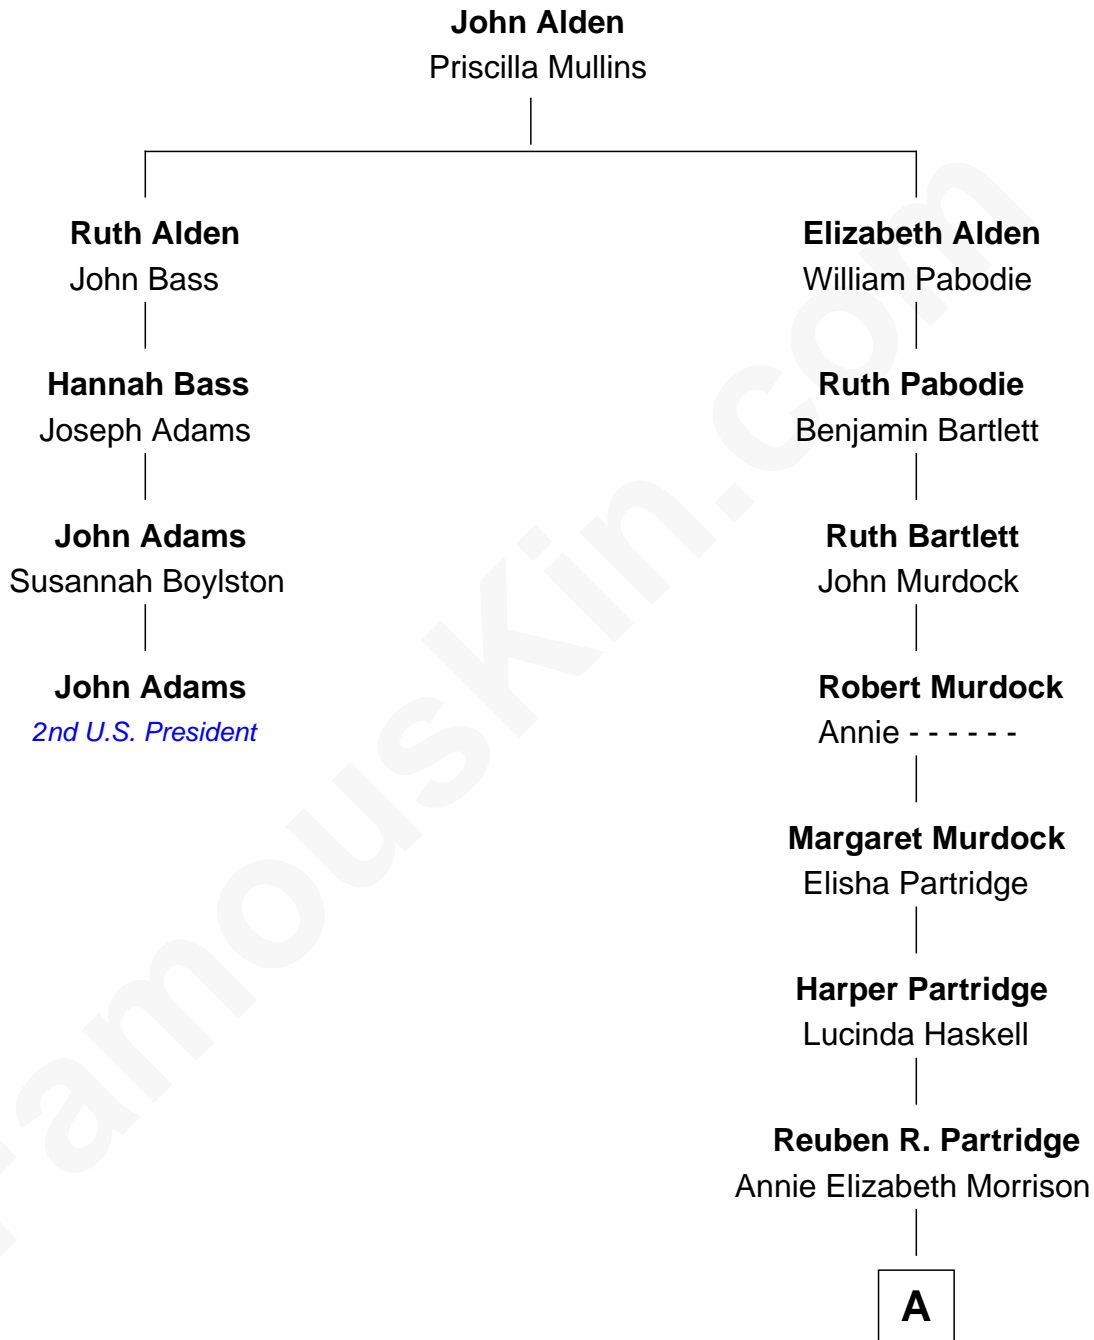 John Alden
Priscilla Mullins
Ruth Alden
John Bass
Elizabeth Alden
William Pabodie
Hannah Bass
Joseph Adams
Ruth Pabodie
Benjamin Bartlett
John Adams
Susannah Boylston
Ruth Bartlett
John Murdock
John Adams
2nd U.S. President
Robert Murdock
Annie - - - - - -
Margaret Murdock
Elisha Partridge
Harper Partridge
Lucinda Haskell
Reuben R. Partridge
Annie Elizabeth Morrison
A
FamousKin.com